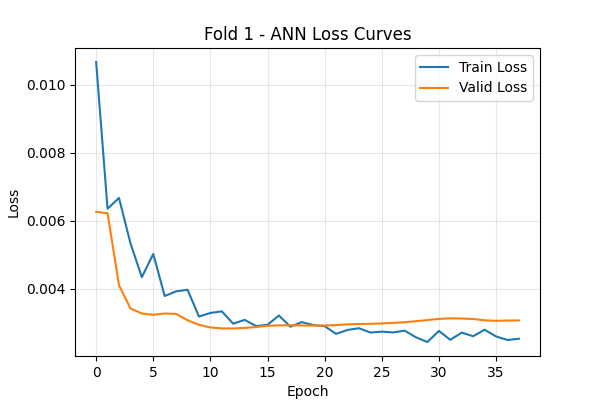 Fold 1 - ANN Loss Curves
Train Loss
Valid Loss
0.010
0.008
0.006
0.004
Loss
0 5 10 15 20 25 30 35
Epoch